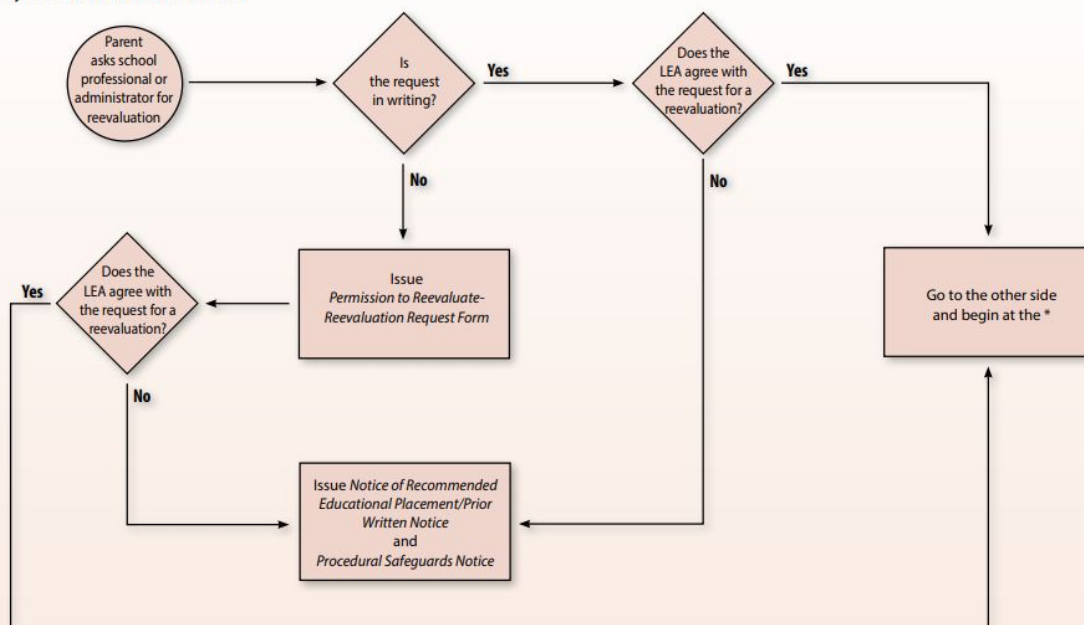 Parent
asks school
professional or
administrator for
reevaluation
Is
the request
in writing?
Yes
Does the
LEA agree with
the request for a
reevaluation?
Yes
No
No
Does the
LEA agree with
the request for a
reevaluation?
Yes
Issue
Permission to Reevaluate-
Reevaluation Request Form
Go to the other side
and begin at the *
No
Issue Notice of Recommended
Educational Placement/Prior
Written Notice
and
Procedural Safeguards Notice